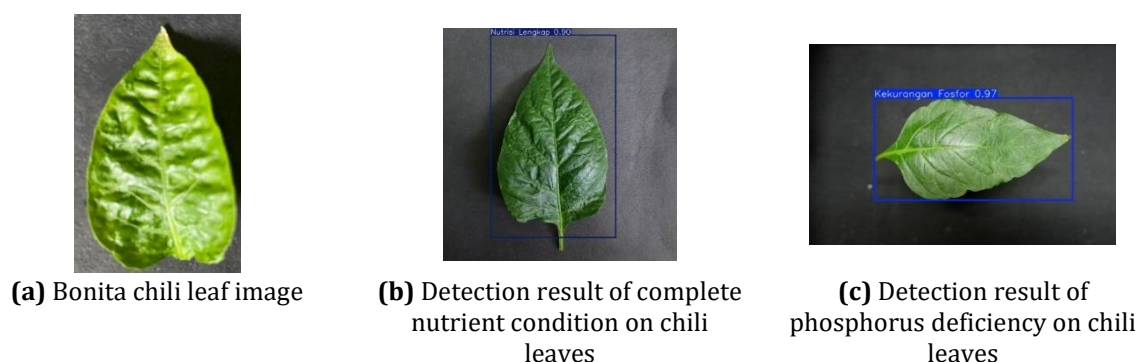 Nutrisi Lengkap 0.90
Kekurangan Fosfor 0.97
(a) Bonita chili leaf image
(b) Detection result of complete
nutrient condition on chili
leaves
(c) Detection result of
phosphorus deficiency on chili
leaves